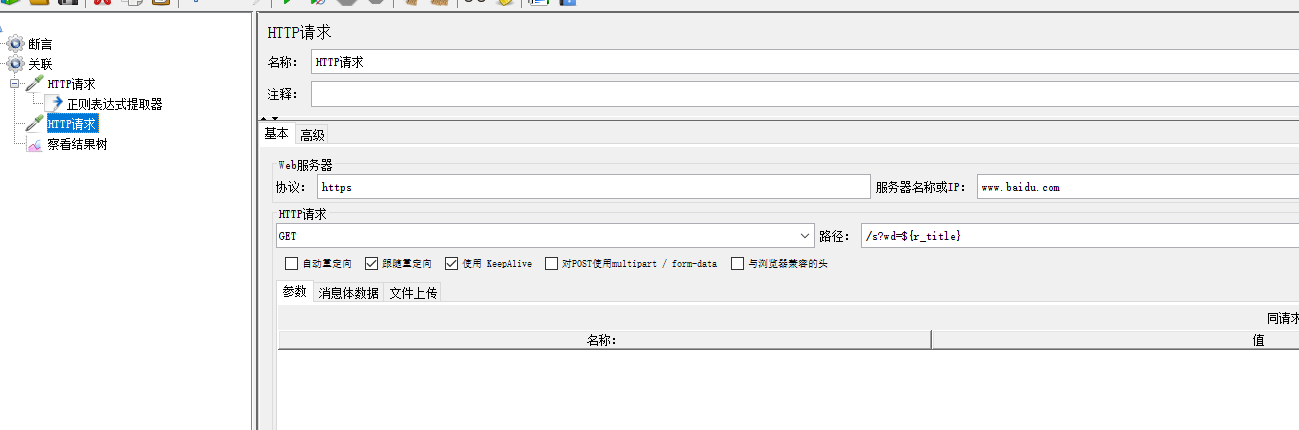 断言
关联
HTTP请求
正则表达式提取器
HTTP请求
察看结果树
HTTP请求
名称： HTTP请求
注释：
基本 高级
Web服务器
协议： https 服务器名称或IP： www.baidu.com
HTTP请求
GET 路径： /s?wd=${r_title}
自动重定向 跟随重定向 使用 KeepAlive 对POST使用multipart / form-data 与浏览器兼容的头
参数 消息体数据 文件上传
同请求
名称： 值